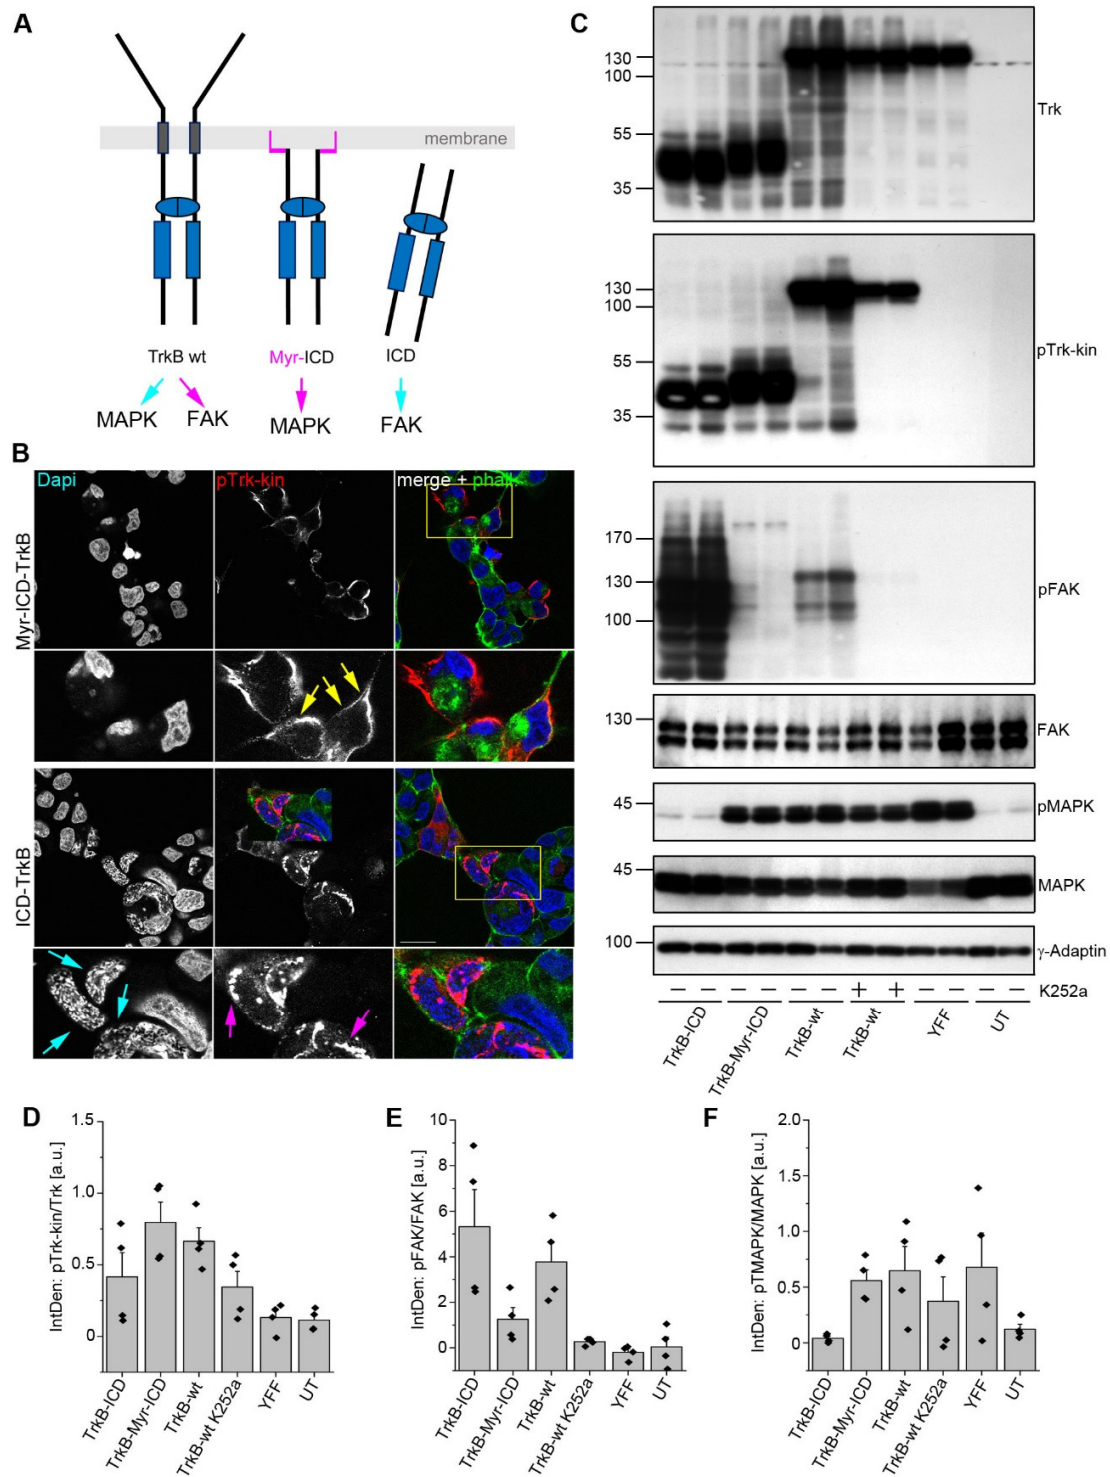 A
membrane
TrkB wt
Myr-ICD
ICD
MAPK
FAK
MAPK
FAK
B
Dapi
pTrk-kin
merge + phall.
Myr-ICD-TrkB
ICD-TrkB
C
130
100
55
35
Trk
130
100
55
35
pTrk-kin
170
130
100
pFAK
130
FAK
45
pMAPK
45
MAPK
100
γ-Adaptin
– – – – – – + + – – – – K252a
TrkB-ICD
TrkB-Myr-ICD
TrkB-wt
TrkB-wt
YFF
UT
D
IntDen: pTrk-kin/Trk [a.u.]
1.5
1.0
0.5
0
TrkB-ICD
TrkB-Myr-ICD
TrkB-wt
TrkB-wt K252a
YFF
UT
E
IntDen: pFAK/FAK [a.u.]
10
8
6
4
2
0
TrkB-ICD
TrkB-Myr-ICD
TrkB-wt
TrkB-wt K252a
YFF
UT
F
IntDen: pTMAPK/MAPK [a.u.]
2.0
1.5
1.0
0.5
0
TrkB-ICD
TrkB-Myr-ICD
TrkB-wt
TrkB-wt K252a
YFF
UT